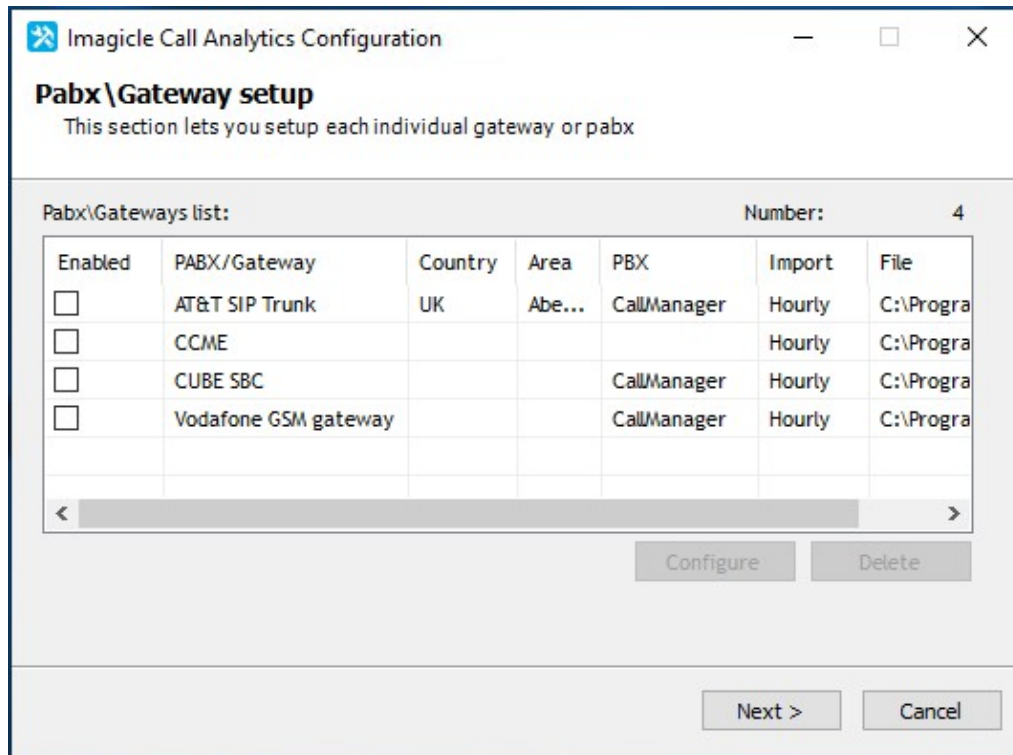 Imagicle Call Analytics Configuration
Pabx\Gateway setup
This section lets you setup each individual gateway or pabx
Pabx\Gateways list: Number: 4
Enabled PABX/Gateway Country Area PBX Import File
AT&T SIP Trunk UK Abe... CallManager Hourly C:\Progra
CCME Hourly C:\Progra
CUBE SBC CallManager Hourly C:\Progra
Vodafone GSM gateway CallManager Hourly C:\Progra
Configure Delete
Next > Cancel